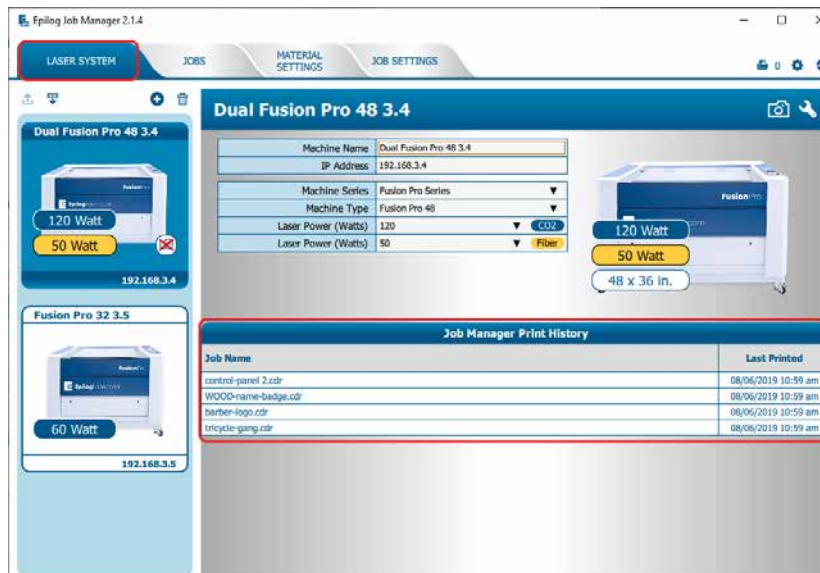 Epilog Job Manager 2.1.4
LASER SYSTEM
JOBS
MATERIAL
SETTINGS
JOB SETTINGS
0
Dual Fusion Pro 48 3.4
120 Watt
50 Watt
192.168.3.4
Fusion Pro 32 3.5
60 Watt
192.168.3.5
Dual Fusion Pro 48 3.4
Machine Name Dual Fusion Pro 48 3.4
IP Address 192.168.3.4
Machine Series Fusion Pro Series
Machine Type Fusion Pro 48
Laser Power (Watts) 120 CO2
Laser Power (Watts) 50 Fiber
FusionPRO
120 Watt
50 Watt
48 x 36 in.
Job Manager Print History
Job Name Last Printed
control-panel 2.cdr 08/06/2019 10:59 am
WOOD-name-badge.cdr 08/06/2019 10:59 am
barber-logo.cdr 08/06/2019 10:59 am
tricycle-gang.cdr 08/06/2019 10:59 am